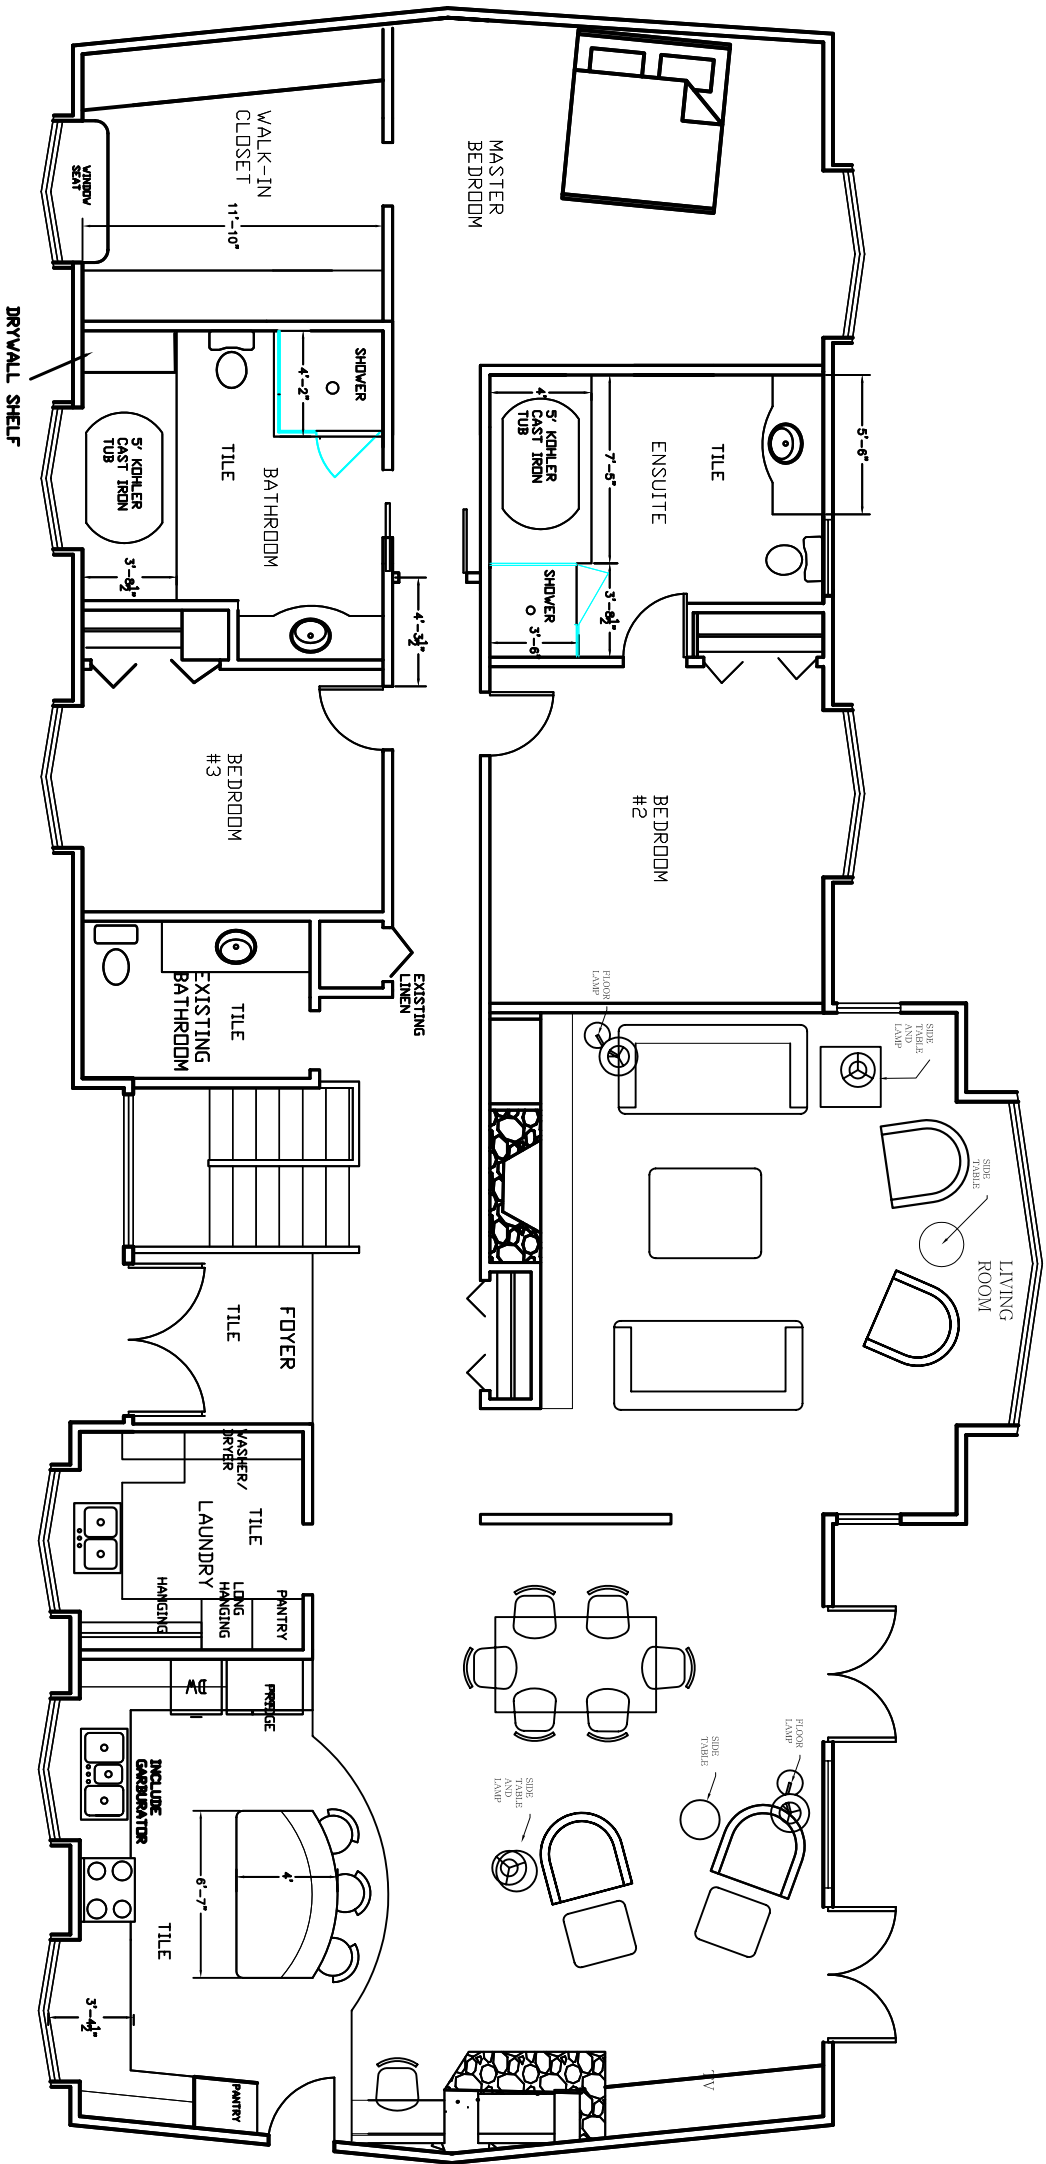 MASTER
BEDROOM
WALK-IN
CLOSET
11'-10"
WINDOW
SEAT
DRYWALL SHELF
SHOWER
4'-2"
TILE
BATHROOM
5' KOHLER
CAST IRON
TUB
3'-8½"
4'-3½"
5'-6"
TILE
ENSUITE
4'
5' KOHLER
CAST IRON
TUB
7'-5"
SHOWER
3'-8½"
3'-6"
BEDROOM
#3
BEDROOM
#2
EXISTING
LINEN
TILE
EXISTING
BATHROOM
FLOOR
LAMP
SIDE
TABLE
AND
LAMP
SIDE
TABLE
LIVING
ROOM
FOYER
TILE
WASHER/
DRYER
TILE
LAUNDRY
PANTRY
LONG
HANGING
HANGING
DW
INCLUDE
GARBURATOR
6'-7"
4'
TILE
3'-4½"
PANTRY
FLOOR
LAMP
SIDE
TABLE
SIDE
TABLE
AND
LAMP
TV